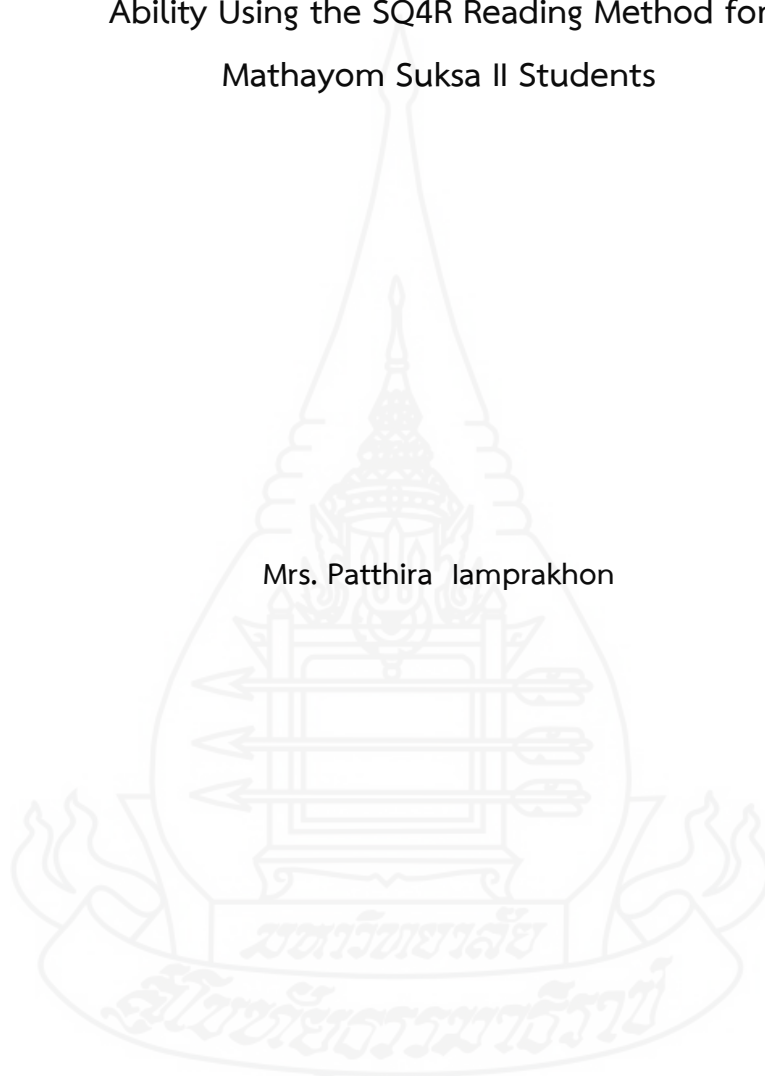 Ability Using the SQ4R Reading Method for
Mathayom Suksa II Students
Mrs. Patthira Iamprakhon
มหาวิทยาลัย
สุโขทัยธรรมาธิราช